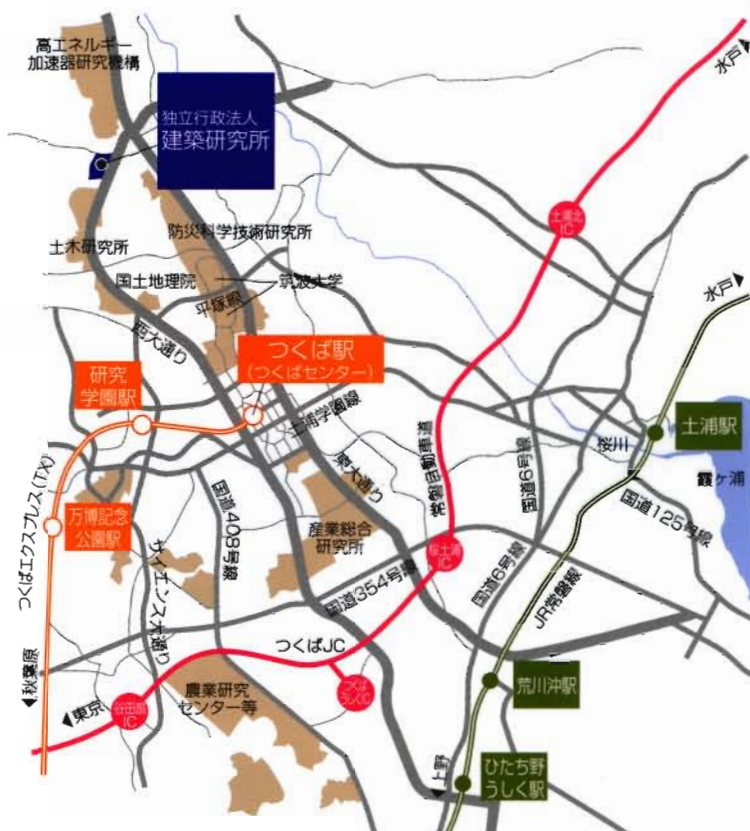 高エネルギー
加速器研究機構
独立行政法人
建築研究所
水戸▶
土浦北
IC
防災科学技術研究所
土木研究所
国土地理院
筑波大学
平塚線
水戸▶
西大通り
つくば駅
(つくばセンター)
研究
学園駅
土浦学園線
東大通り
常磐自動車道
国道6号線
桜川
土浦駅
霞ヶ浦
国道125号線
つくばエクスプレス(TX)
万博記念
公園駅
国道408号線
サイエンス大通り
産業総合
研究所
桜土浦
IC
国道354号線
国道6号線
JR常磐線
つくばJC
◀秋葉原
◀東京
谷田部
IC
農業研究
センター等
荒川沖駅
ひたち野
うしく駅
◀上野